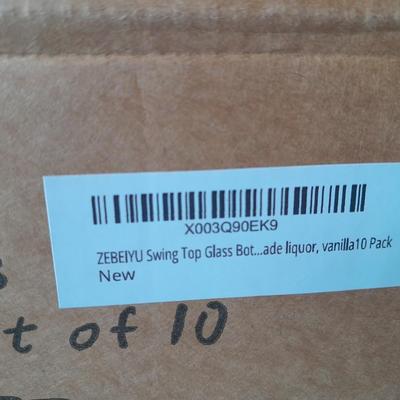 X003Q90EK9
ZEBEIYU Swing Top Glass Bot...ade liquor, vanilla10 Pack
New
t of 10